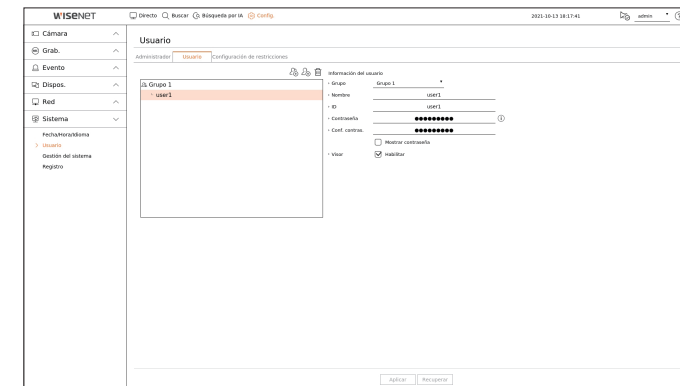 WISENET
Directo Buscar Búsqueda por IA Config. 2021-10-13 18:17:41 admin
Cámara
Grab.
Evento
Dispos.
Red
Sistema
Fecha/Hora/Idioma
Usuario
Gestión del sistema
Registro
Usuario
Administrador Usuario Configuración de restricciones
Grupo 1
user1
Información del usuario
Grupo Grupo 1
Nombre user1
ID user1
Contraseña ●●●●●●●●●
Conf. contras. ●●●●●●●●●
Mostrar contraseña
Visor Habilitar
Aplicar Recuperar